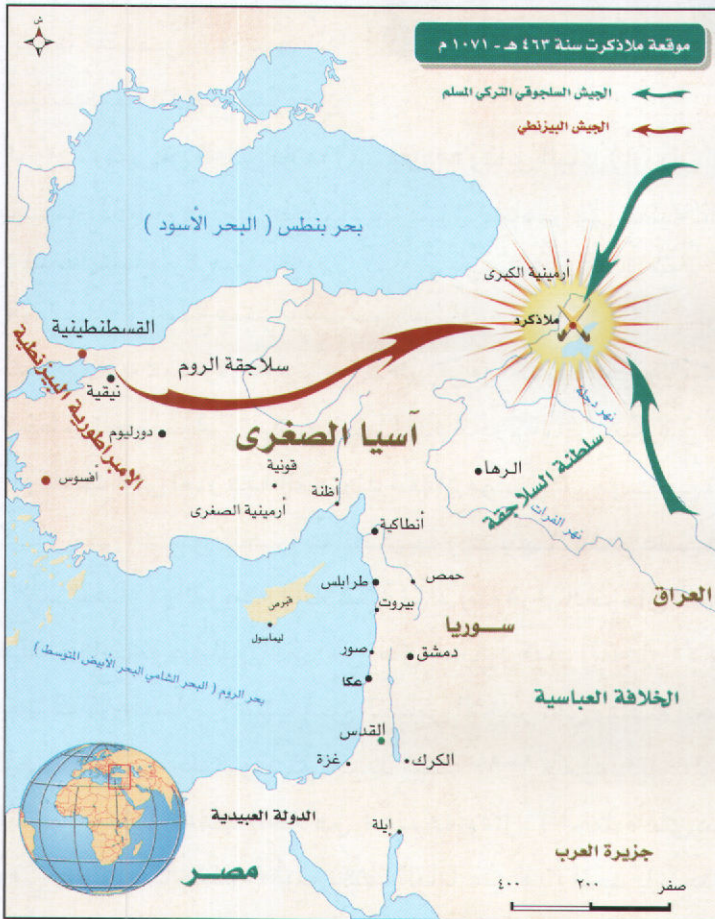 ش
موقعة ملاذكرت سنة ٤٦٣ هـ - ١٠٧١ م
الجيش السلجوقي التركي المسلم
الجيش البيزنطي
بحر بنطس ( البحر الأسود )
أرمينية الكبرى
ملاذكرد
القسطنطينية
سلاجقة الروم
نيقية
الإمبراطورية البيزنطية
دورليوم
آسيا الصغرى
نهر دجلة
سلطنة السلاجقة
الرها
قونية
أفسوس
أذنة
أرمينية الصغرى
نهر الفرات
أنطاكية
حمص
طرابلس
العراق
قبرص
بيروت
سوريا
ليماسول
صور
دمشق
بحر الروم ( البحر الشامي البحر الأبيض المتوسط )
عكا
الخلافة العباسية
القدس
غزة
الكرك
الدولة العبيدية
ايلة
جزيرة العرب
مصر
صفر
٢٠٠
٤٠٠